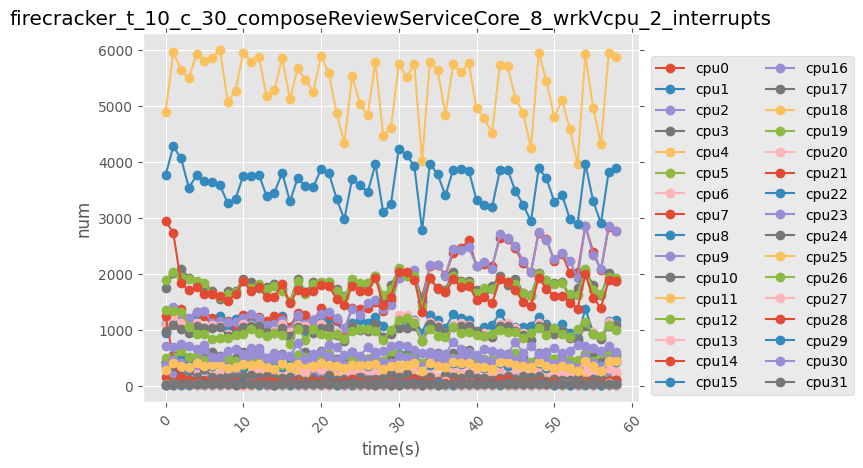 firecracker_t_10_c_30_composeReviewServiceCore_8_wrkVcpu_2_interrupts
6000
5000
4000
3000
2000
1000
0
num
0
10
20
30
40
50
60
time(s)
cpu0
cpu1
cpu2
cpu3
cpu4
cpu5
cpu6
cpu7
cpu8
cpu9
cpu10
cpu11
cpu12
cpu13
cpu14
cpu15
cpu16
cpu17
cpu18
cpu19
cpu20
cpu21
cpu22
cpu23
cpu24
cpu25
cpu26
cpu27
cpu28
cpu29
cpu30
cpu31